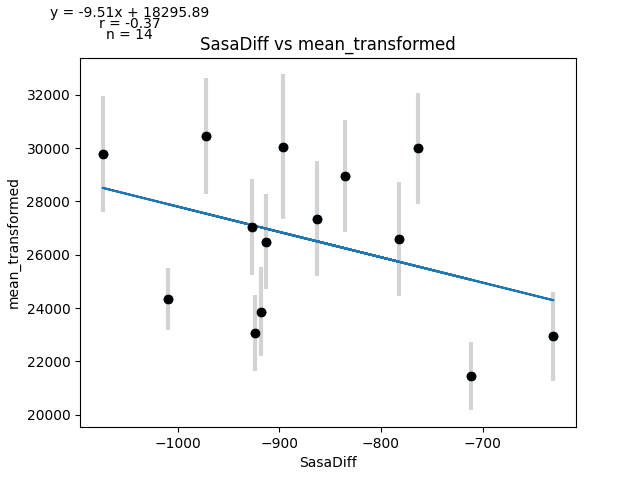 y = -9.51x + 18295.89
r = -0.37
n = 14
SasaDiff vs mean_transformed
32000
30000
28000
26000
24000
22000
20000
mean_transformed
−1000
−900
−800
−700
SasaDiff